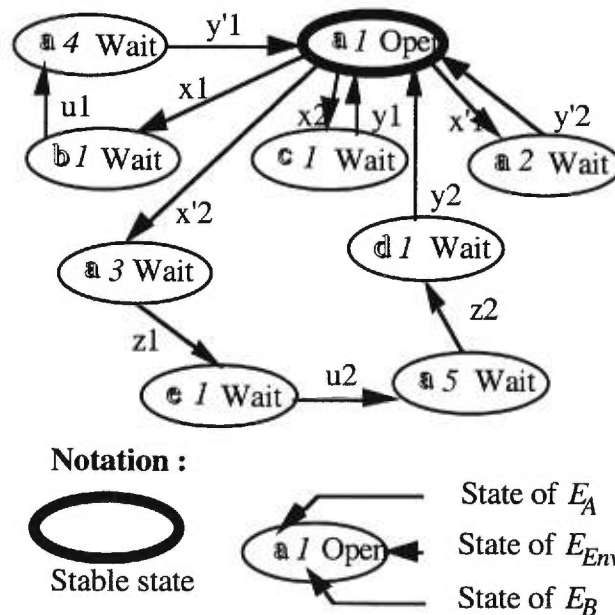 a 4 Wait
y'1
a 1 Open
x1
u1
b 1 Wait
x2
y1
c 1 Wait
y'2
a 2 Wait
x'2
y2
d 1 Wait
a 3 Wait
z1
z2
e 1 Wait
u2
a 5 Wait
Notation :
Stable state
a 1 Open
State of E_A
State of E_Env
State of E_B